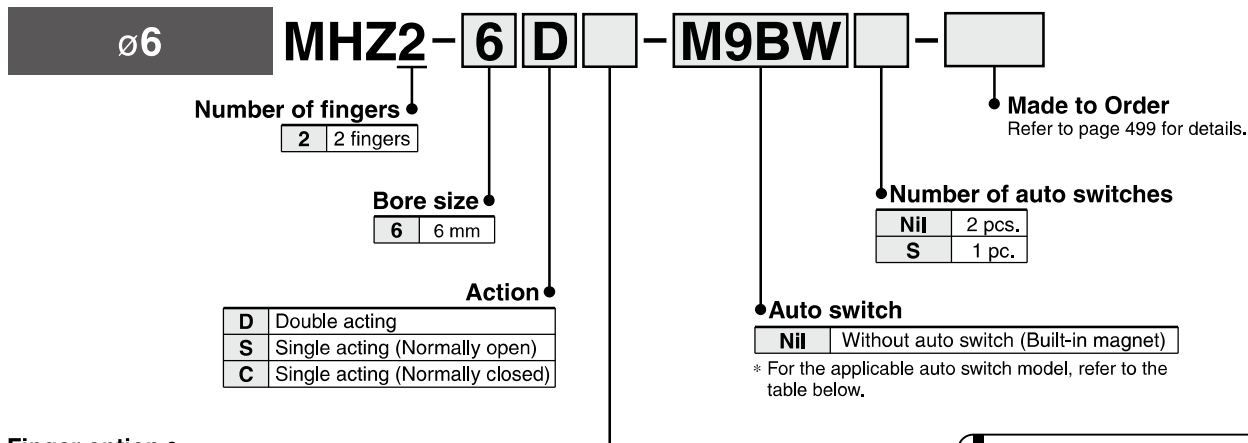 ø6 MHZ2-6D-M9BW-
Number of fingers
2 2 fingers
Made to Order
Refer to page 499 for details.
Bore size
6 6 mm
Number of auto switches
Nil 2 pcs.
S 1 pc.
Action
D Double acting
S Single acting (Normally open)
C Single acting (Normally closed)
Auto switch
Nil Without auto switch (Built-in magnet)
* For the applicable auto switch model, refer to the
table below.
Finger option